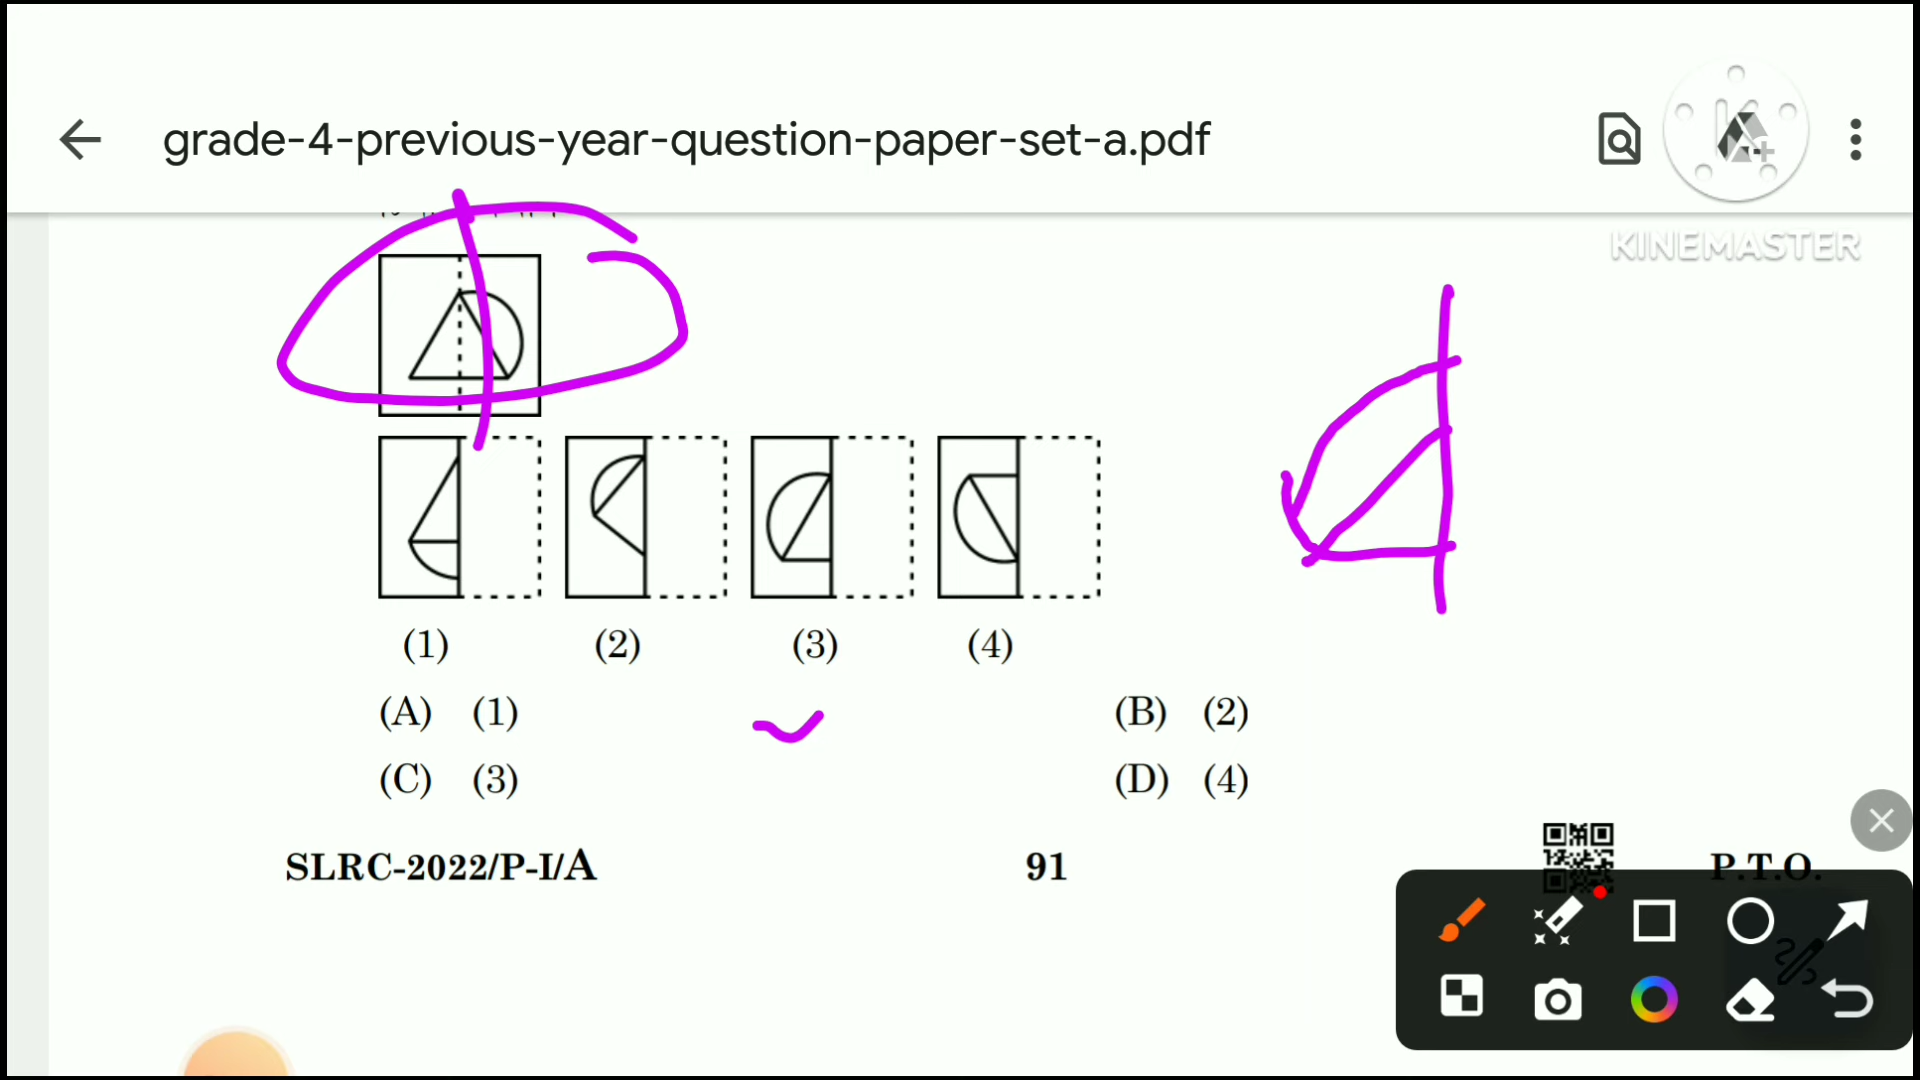 grade-4-previous-year-question-paper-set-a.pdf
KINEMASTER
(1) (2) (3) (4)
(A) (1) (B) (2)
(C) (3) (D) (4)
SLRC-2022/P-I/A 91 P.T.O.